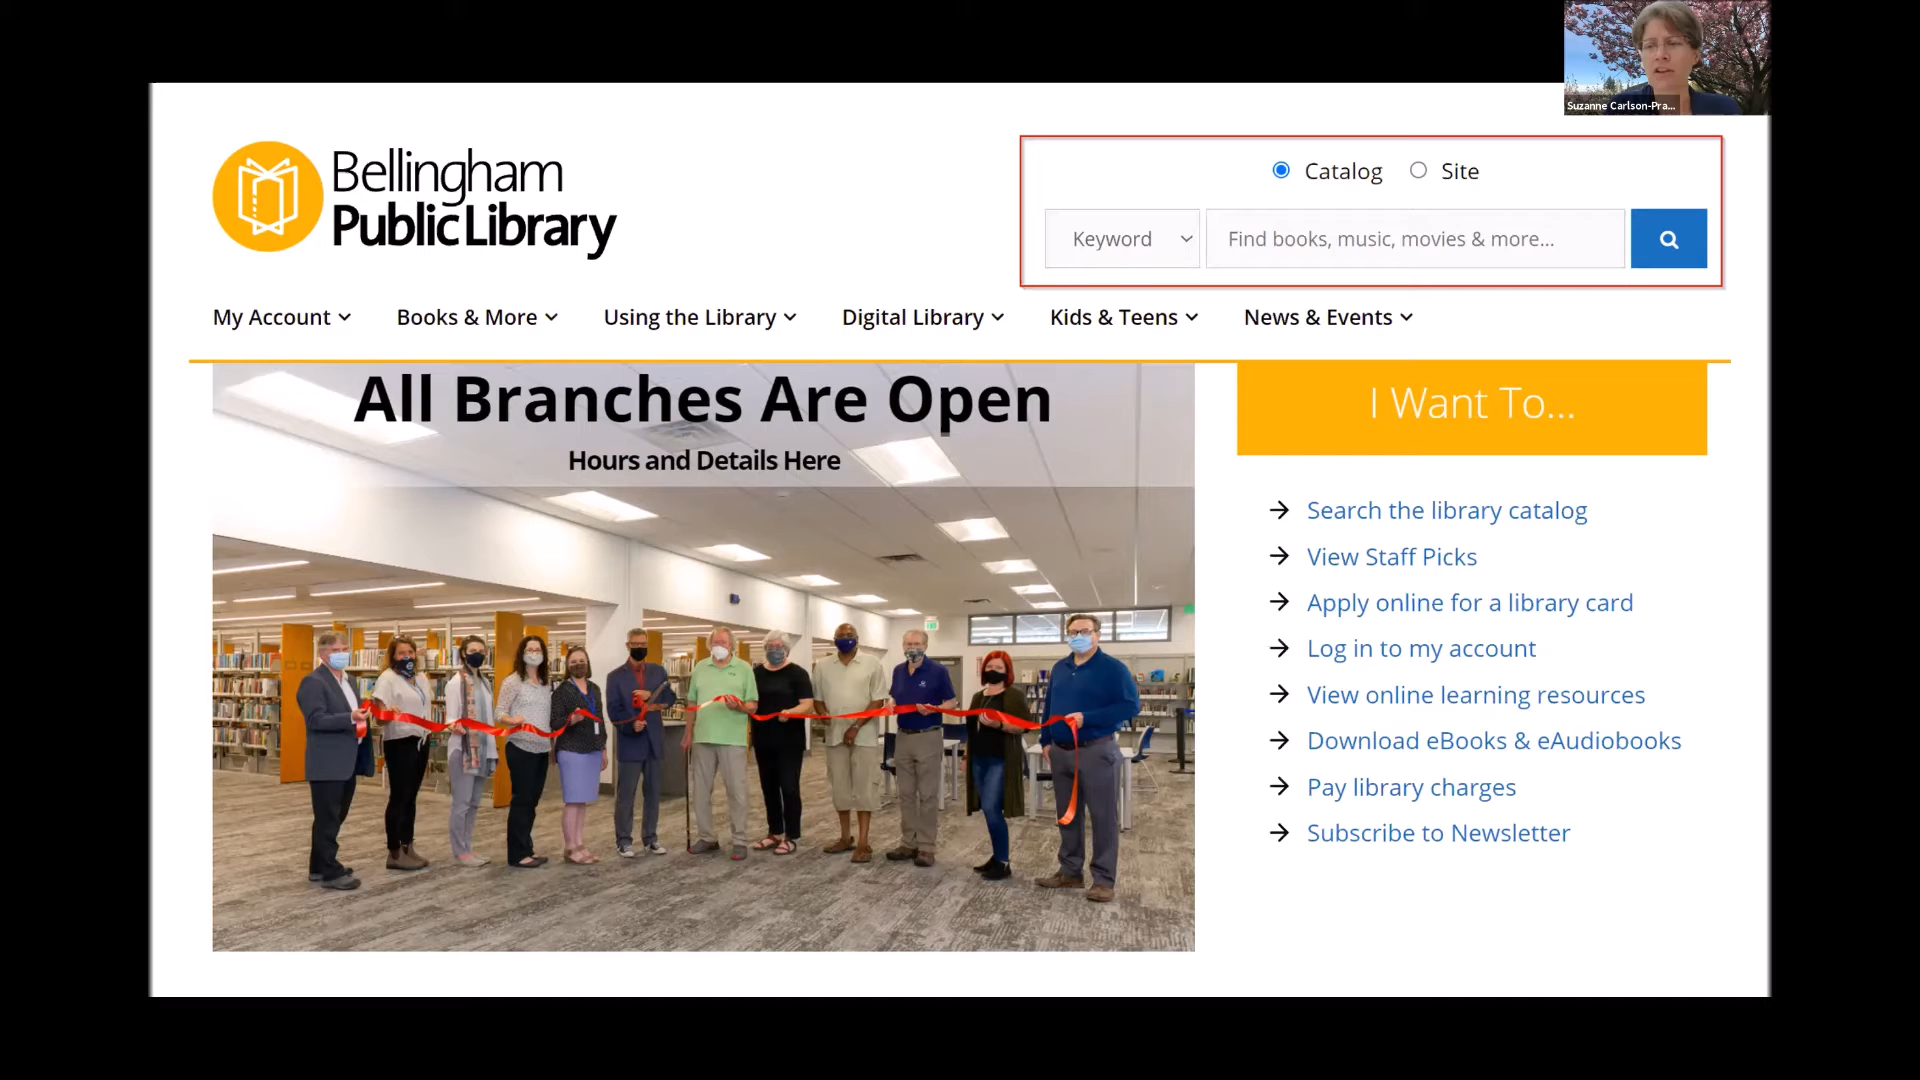 Suzanne Carlson-Pra...
Bellingham
Public Library
Catalog Site
Keyword Find books, music, movies & more...
My Account Books & More Using the Library Digital Library Kids & Teens News & Events
All Branches Are Open
Hours and Details Here
I Want To...
Search the library catalog
View Staff Picks
Apply online for a library card
Log in to my account
View online learning resources
Download eBooks & eAudiobooks
Pay library charges
Subscribe to Newsletter